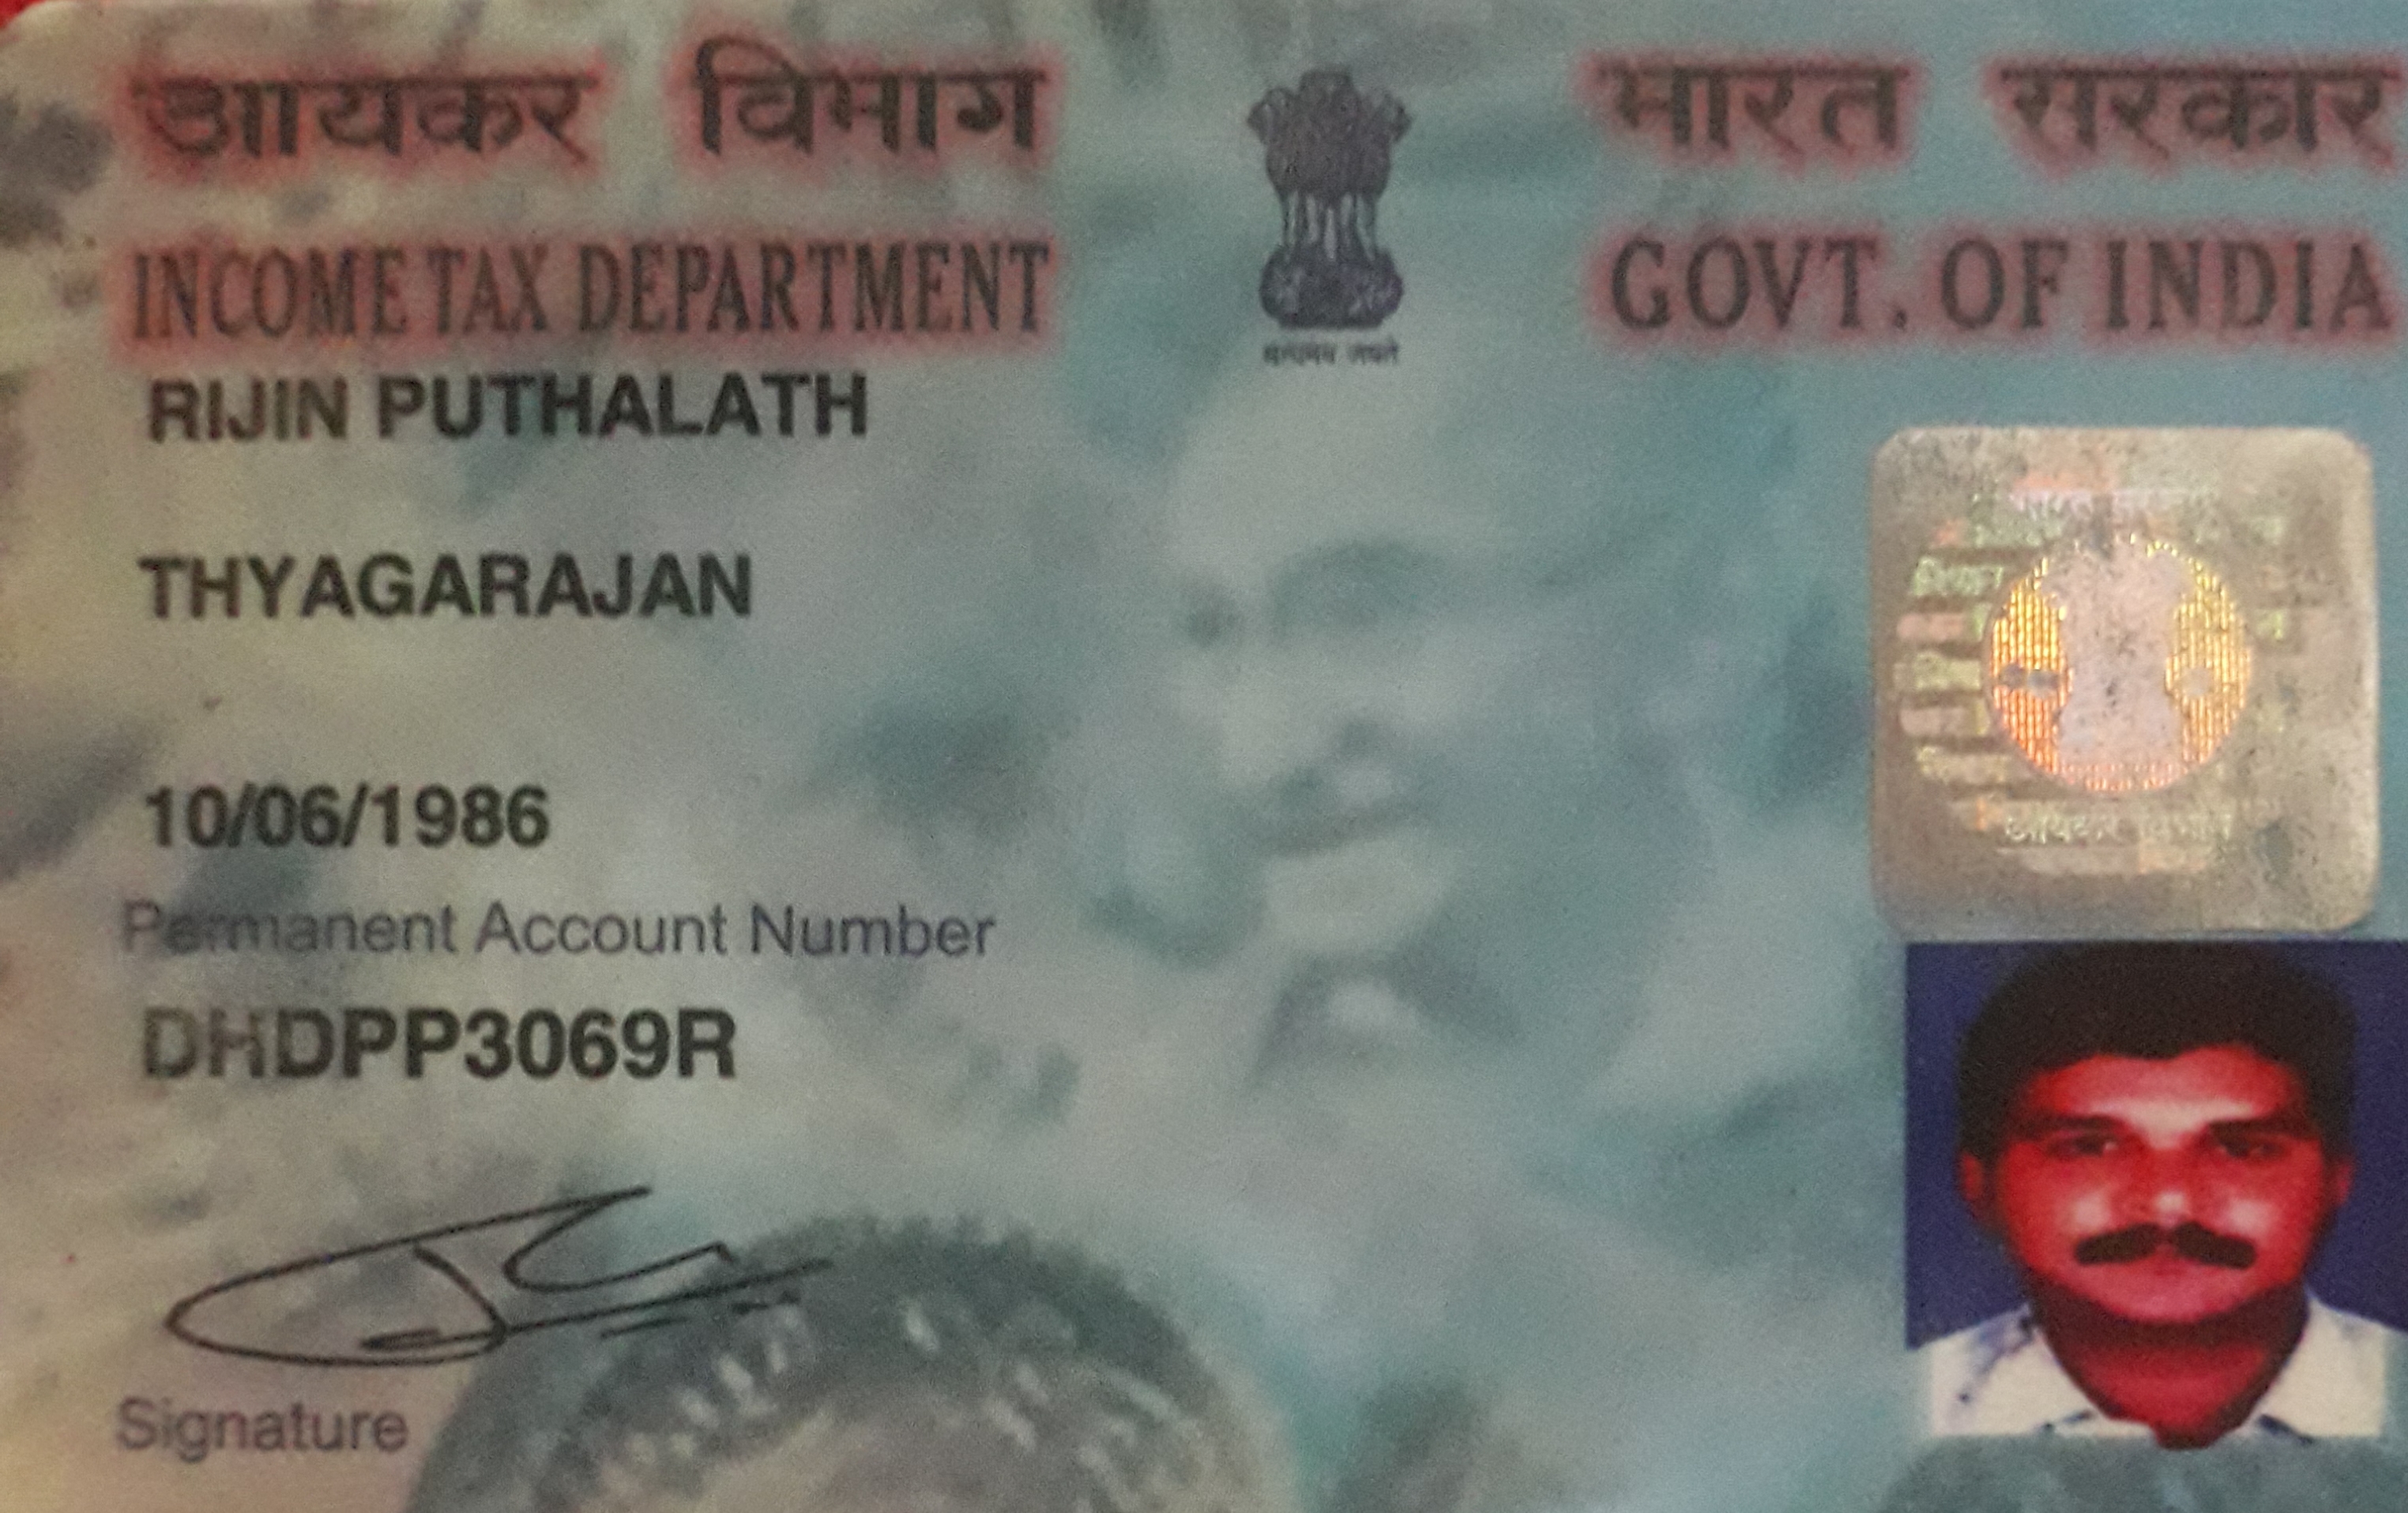 आयकर विभाग
INCOME TAX DEPARTMENT
भारत सरकार
GOVT. OF INDIA
सत्यमेव जयते
RIJIN PUTHALATH
THYAGARAJAN
10/06/1986
Permanent Account Number
DHDPP3069R
Signature
आयकर विभाग